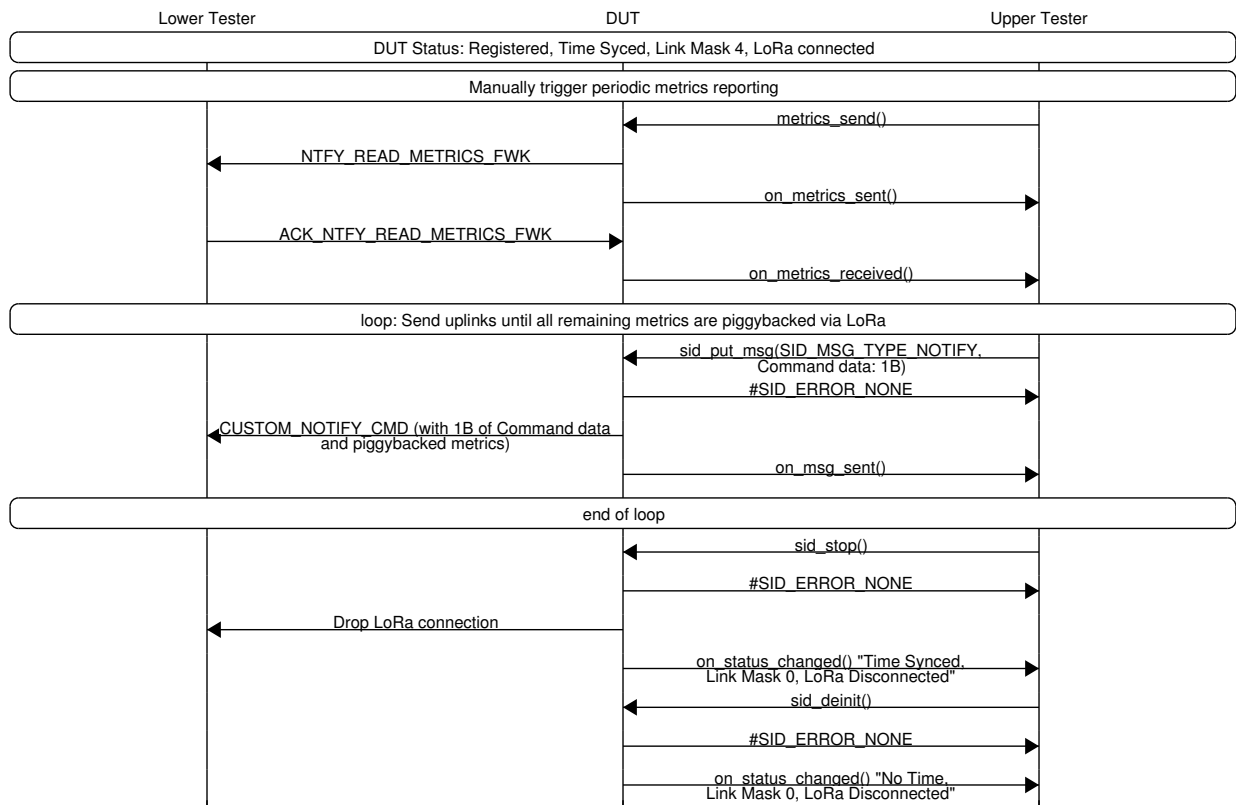 Lower Tester
DUT
Upper Tester
DUT Status: Registered, Time Syced, Link Mask 4, LoRa connected
Manually trigger periodic metrics reporting
metrics_send()
NTFY_READ_METRICS_FWK
on_metrics_sent()
ACK_NTFY_READ_METRICS_FWK
on_metrics_received()
loop: Send uplinks until all remaining metrics are piggybacked via LoRa
sid_put_msg(SID_MSG_TYPE_NOTIFY,
Command data: 1B)
#SID_ERROR_NONE
CUSTOM_NOTIFY_CMD (with 1B of Command data
and piggybacked metrics)
on_msg_sent()
end of loop
sid_stop()
#SID_ERROR_NONE
Drop LoRa connection
on_status_changed() "Time Synced,
Link Mask 0, LoRa Disconnected"
sid_deinit()
#SID_ERROR_NONE
on_status_changed() "No Time,
Link Mask 0, LoRa Disconnected"